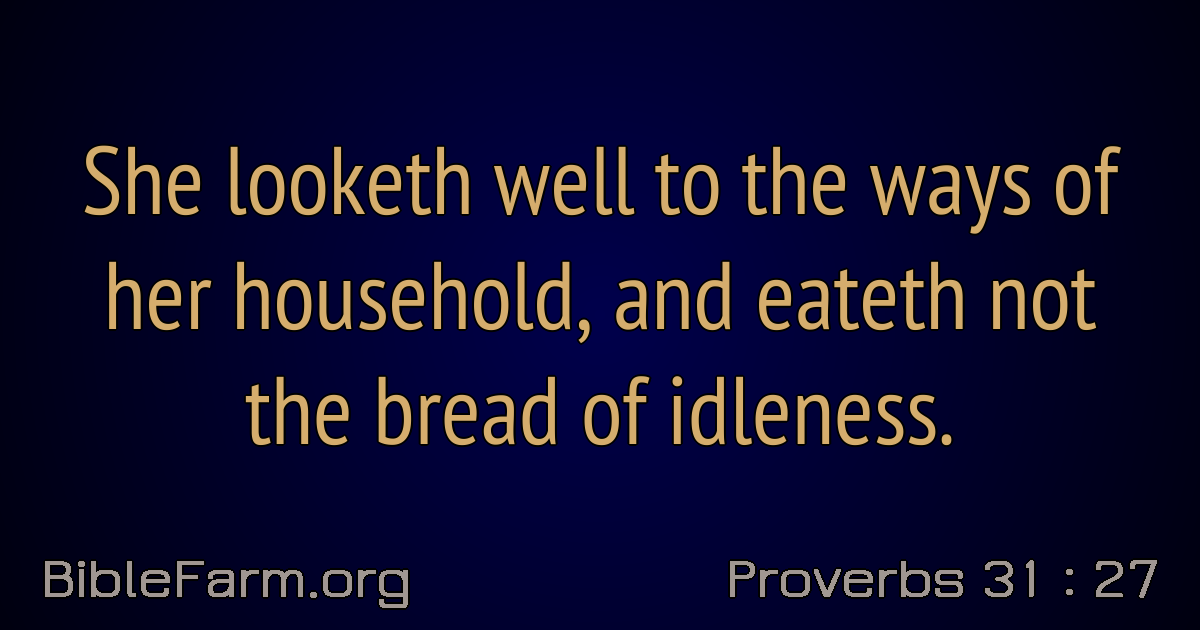 She looketh well to the ways of
her household, and eateth not
the bread of idleness.
BibleFarm.org
Proverbs 31 : 27